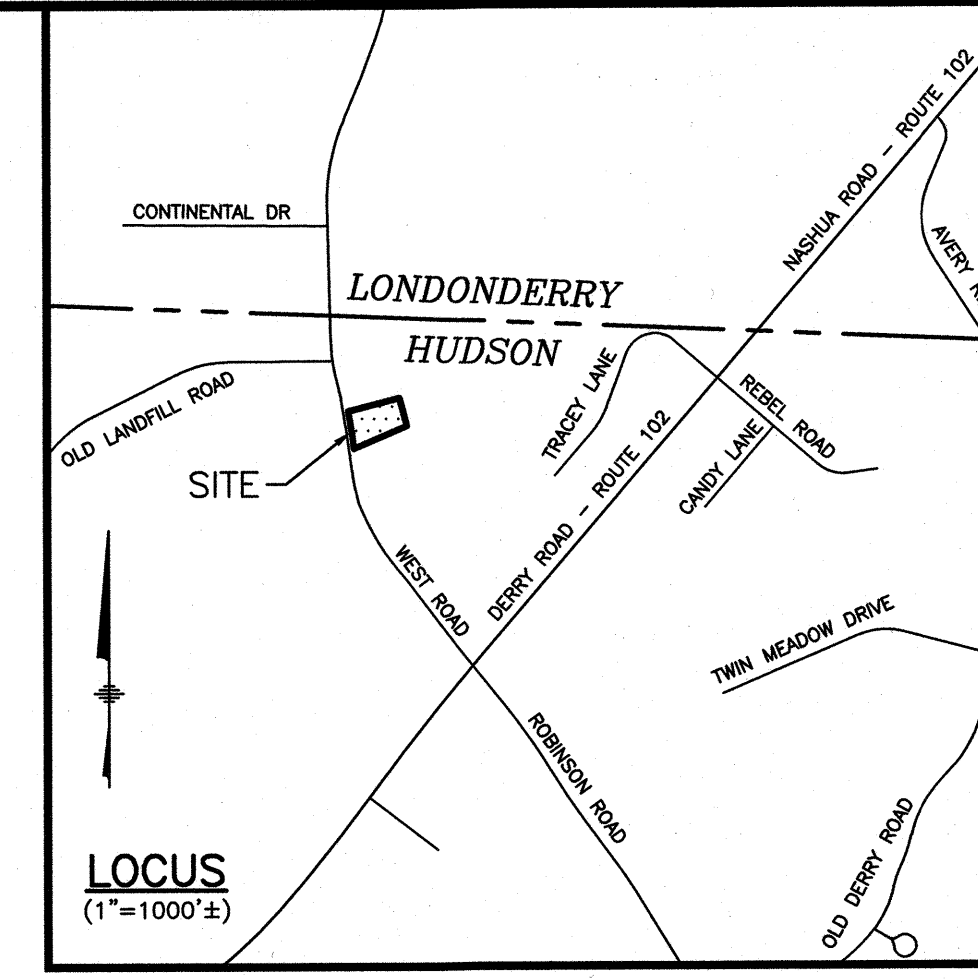 NASHUA ROAD - ROUTE 102
CONTINENTAL DR
AVERY
LONDONDERRY
HUDSON
OLD LANDFILL ROAD
TRACEY LANE
REBEL ROAD
CANDY LANE
SITE
DERRY ROAD - ROUTE 102
WEST ROAD
TWIN MEADOW DRIVE
ROBINSON ROAD
OLD DERRY ROAD
LOCUS
(1"=1000'±)